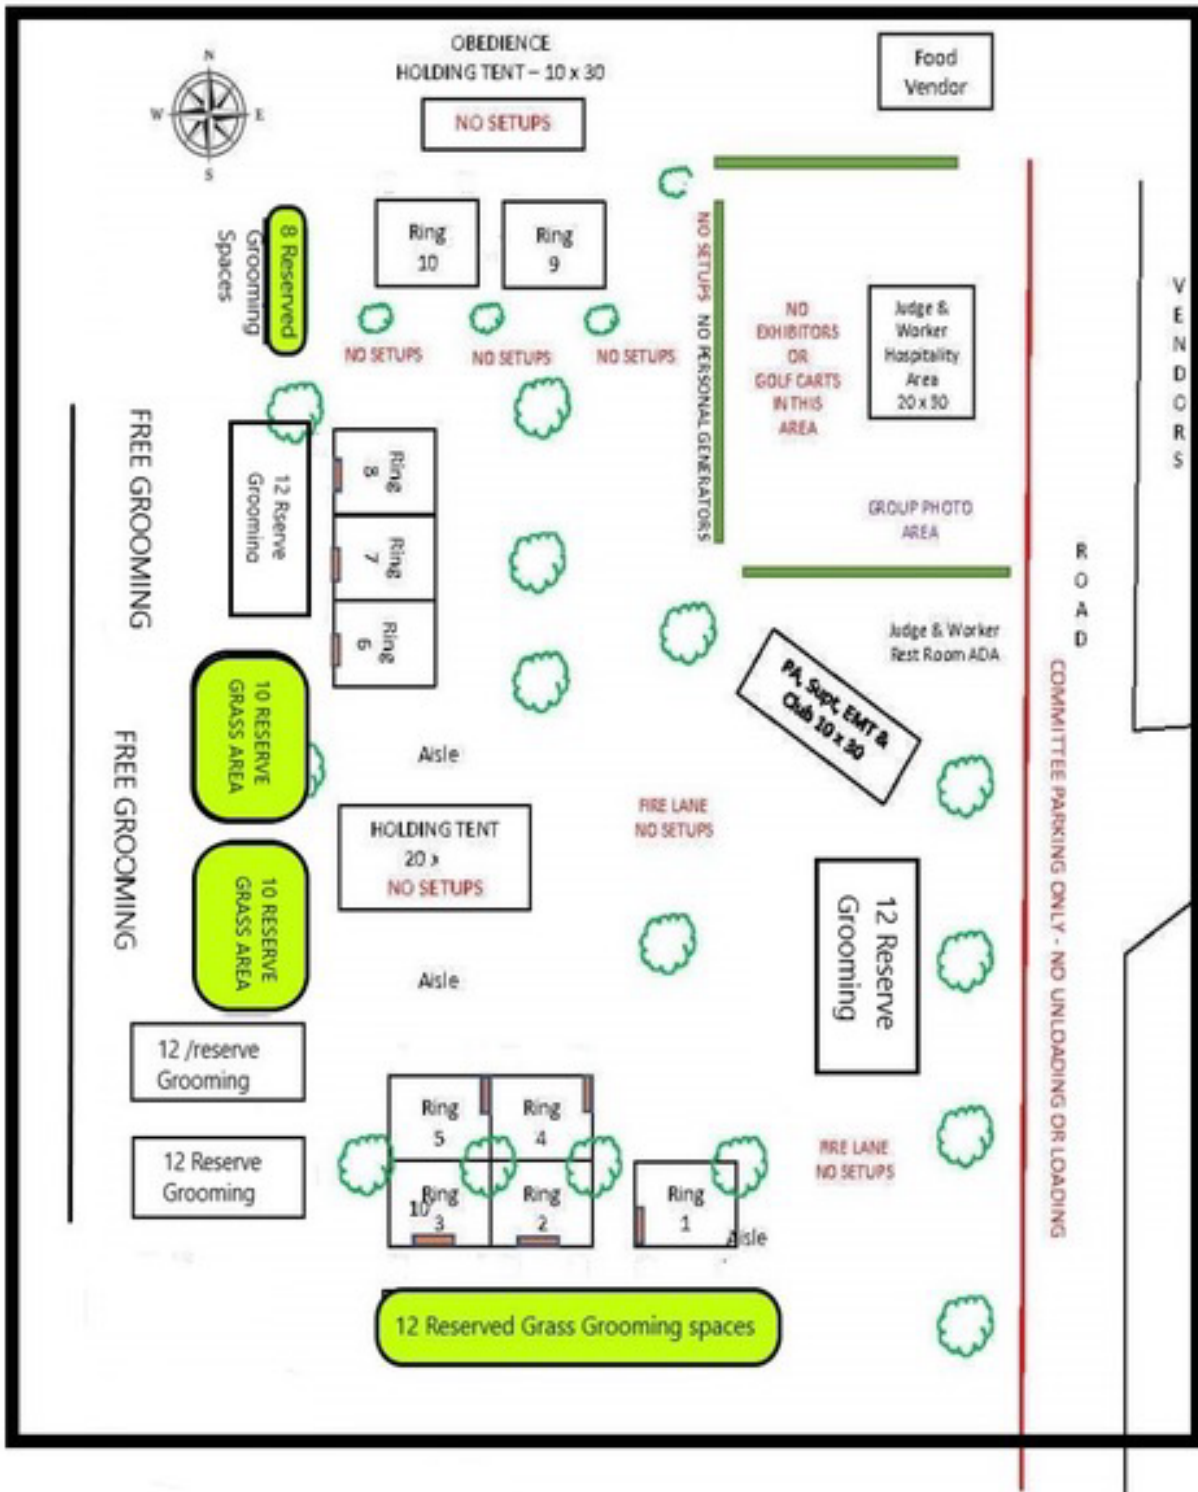 OBEDIENCE
HOLDING TENT – 10 x 30
NO SETUPS
Food
Vendor
N
W
E
S
8 Reserved
Grooming
Spaces
Ring
10
Ring
9
NO SETUPS
NO SETUPS
NO SETUPS
NO SETUPS NO PERSONAL GENERATORS
NO
EXHIBITORS
OR
GOLF CARTS
IN THIS
AREA
Judge &
Worker
Hospitality
Area
20 x 30
GROUP PHOTO
AREA
VENDORS
ROAD
FREE GROOMING
12 Rserve
Grooming
Ring
8
Ring
7
Ring
6
Judge & Worker
Rest Room ADA
PA, Supt, EMT &
Club 10 x 30
COMMITTEE PARKING ONLY - NO UNLOADING OR LOADING
10 RESERVE
GRASS AREA
FREE GROOMING
Aisle
HOLDING TENT
20 x
NO SETUPS
FIRE LANE
NO SETUPS
10 RESERVE
GRASS AREA
12 Reserve
Grooming
Aisle
12 /reserve
Grooming
12 Reserve
Grooming
Ring
5
Ring
4
Ring
10
3
Ring
2
Ring
1
Aisle
FIRE LANE
NO SETUPS
12 Reserved Grass Grooming spaces